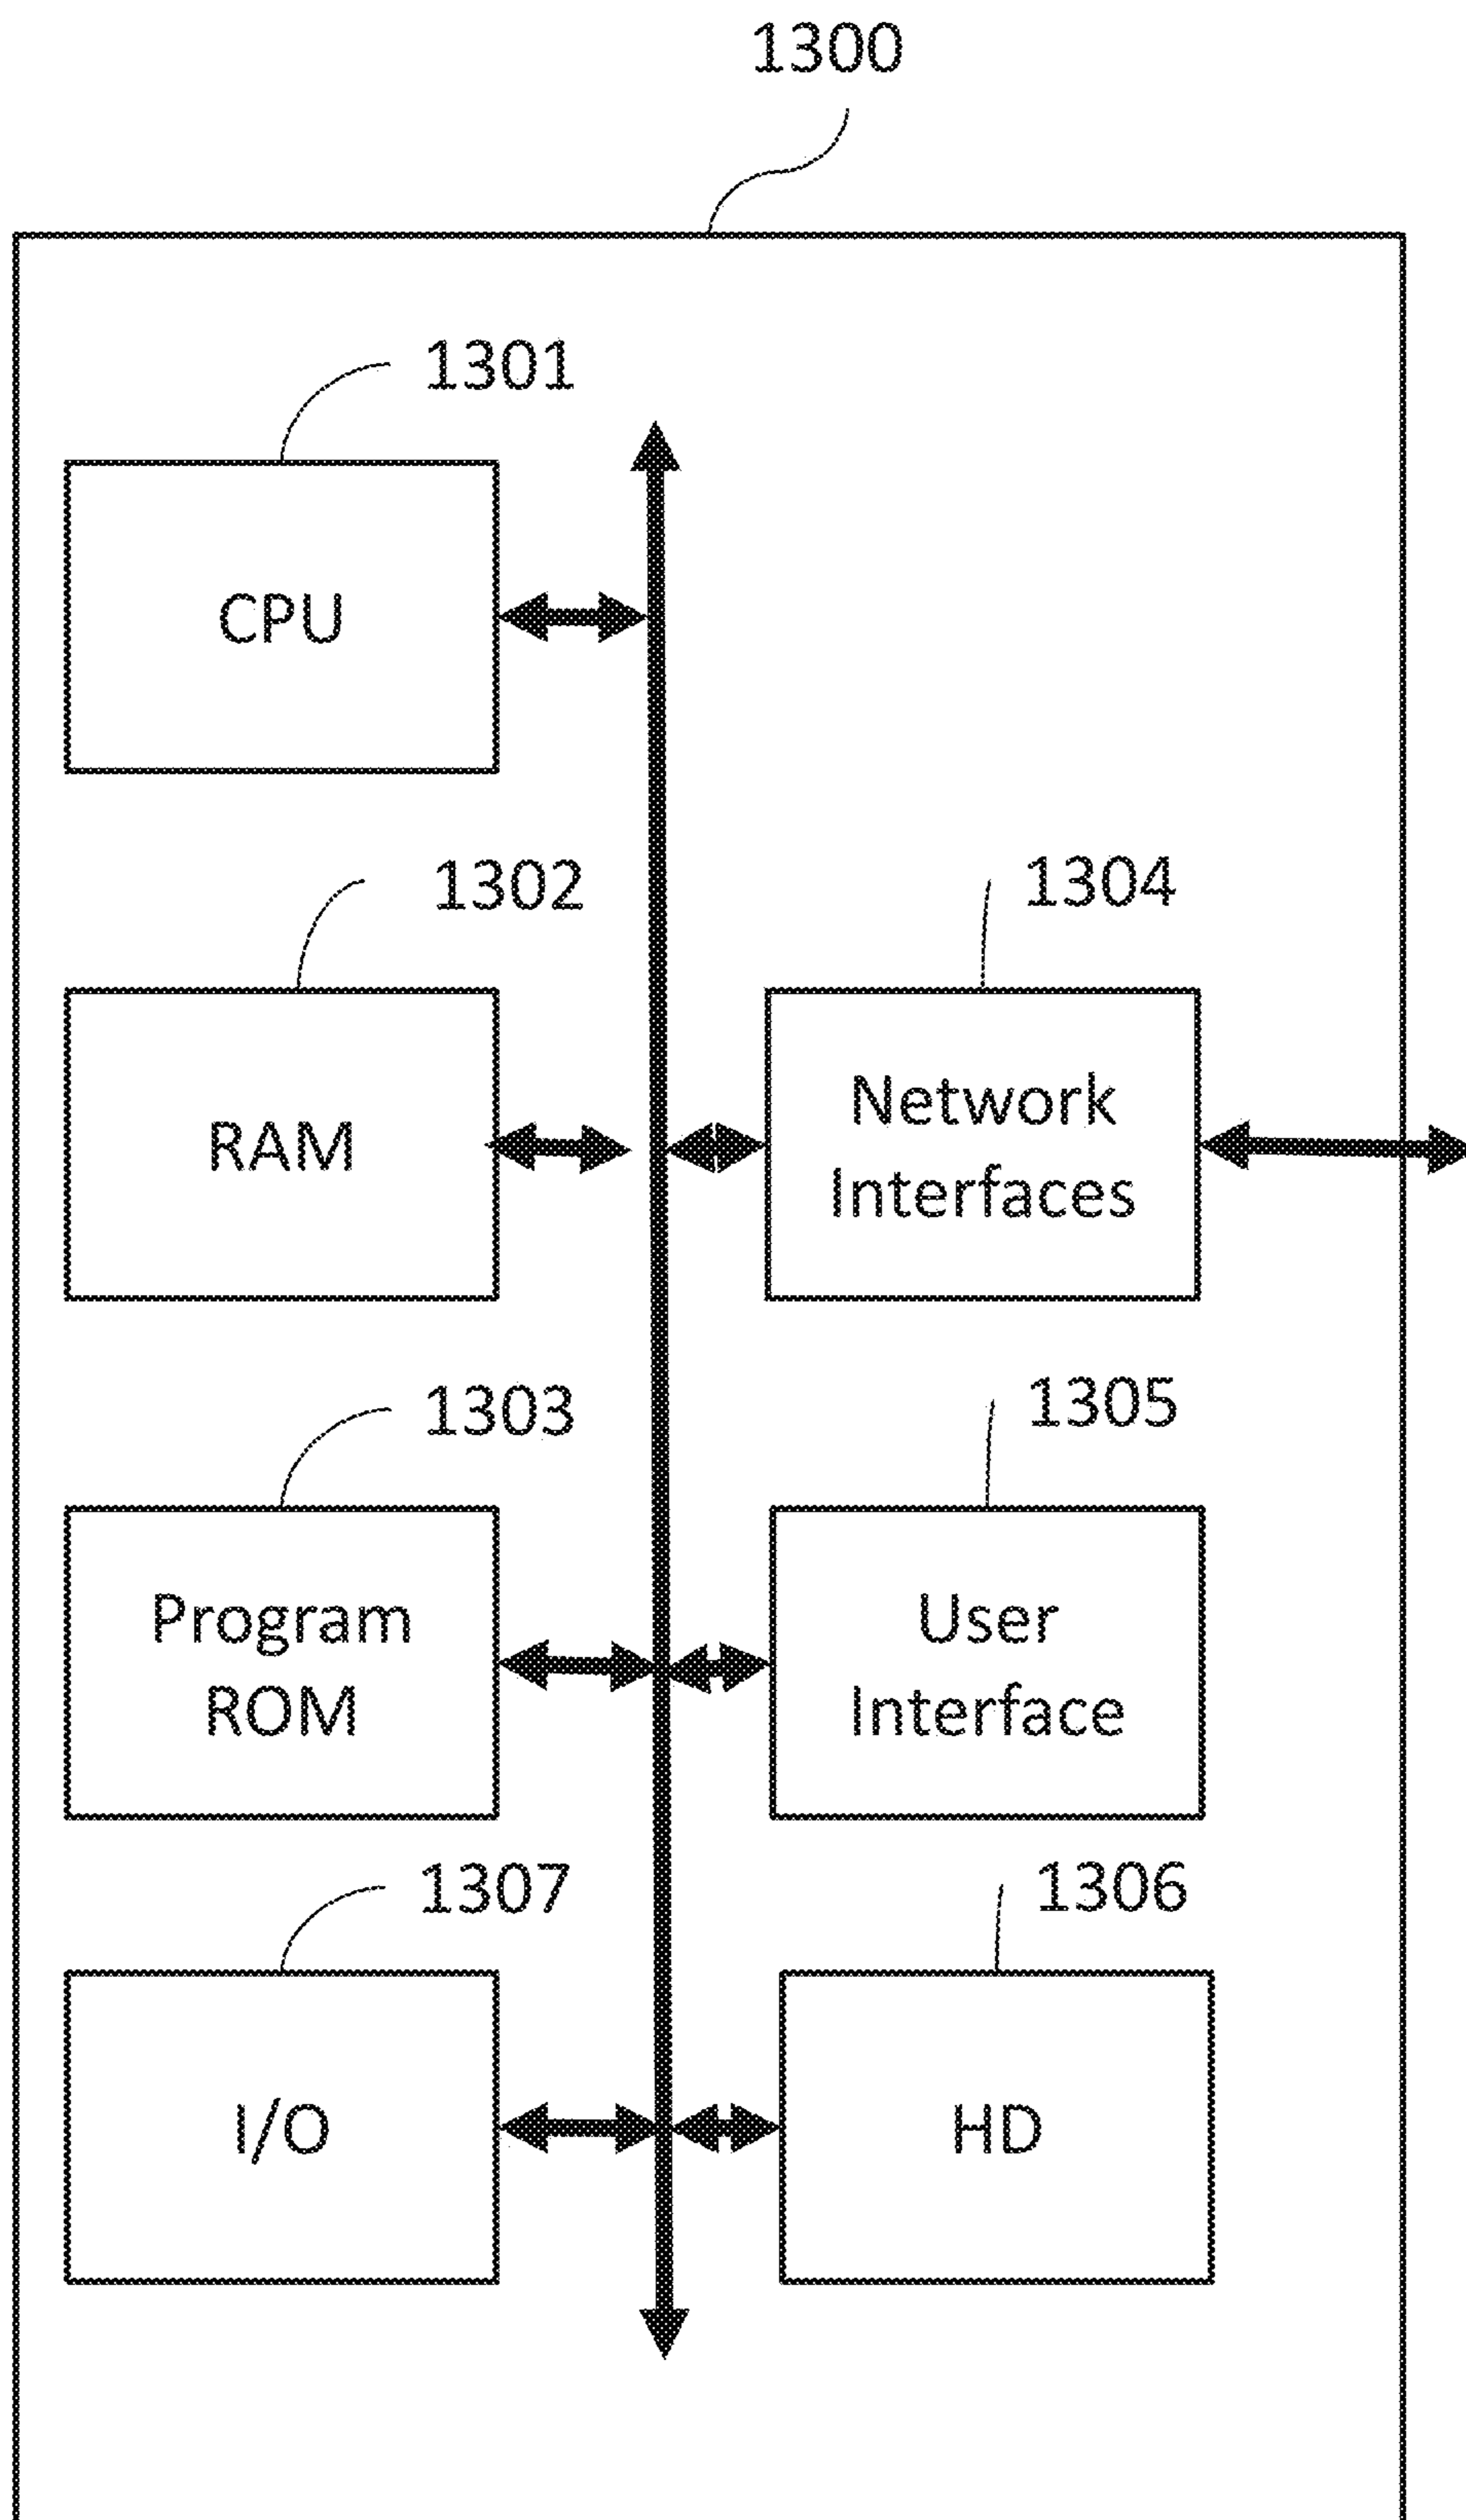 1300
1301
CPU
1302
RAM
1304
Network
Interfaces
1303
Program
ROM
1305
User
Interface
1307
I/O
1306
HD